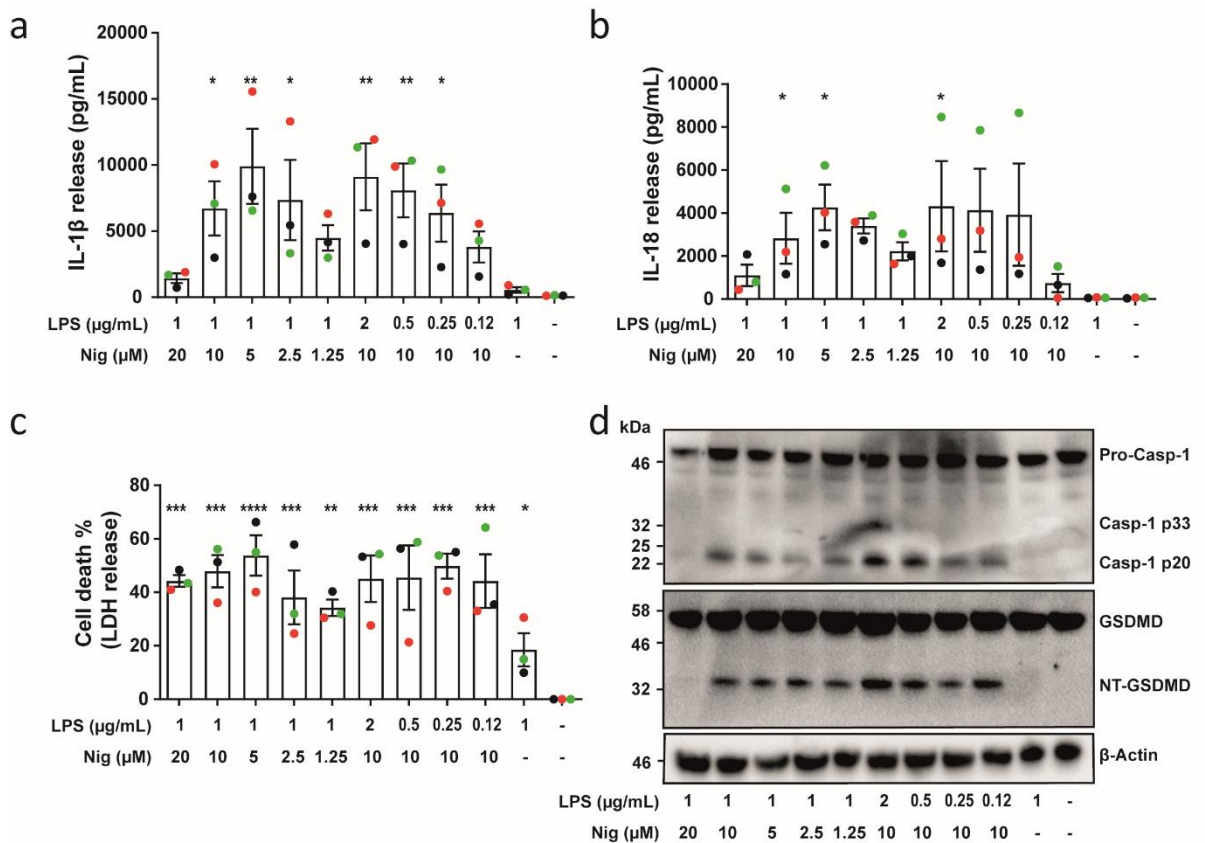 a
IL-1β release (pg/mL)
20000
15000
10000
5000
0
* ** * ** ** *
LPS (μg/mL) 1 1 1 1 1 2 0.5 0.25 0.12 1 -
Nig (μM) 20 10 5 2.5 1.25 10 10 10 10 - -
b
IL-18 release (pg/mL)
10000
8000
6000
4000
2000
0
* * *
LPS (μg/mL) 1 1 1 1 1 2 0.5 0.25 0.12 1 -
Nig (μM) 20 10 5 2.5 1.25 10 10 10 10 - -
c
Cell death %
(LDH release)
80
60
40
20
0
*** *** **** *** ** *** *** *** *** *
LPS (μg/mL) 1 1 1 1 1 2 0.5 0.25 0.12 1 -
Nig (μM) 20 10 5 2.5 1.25 10 10 10 10 - -
d
kDa
46
32
25
22
Pro-Casp-1
Casp-1 p33
Casp-1 p20
58
46
32
GSDMD
NT-GSDMD
46
β-Actin
LPS (μg/mL) 1 1 1 1 1 2 0.5 0.25 0.12 1 -
Nig (μM) 20 10 5 2.5 1.25 10 10 10 10 - -